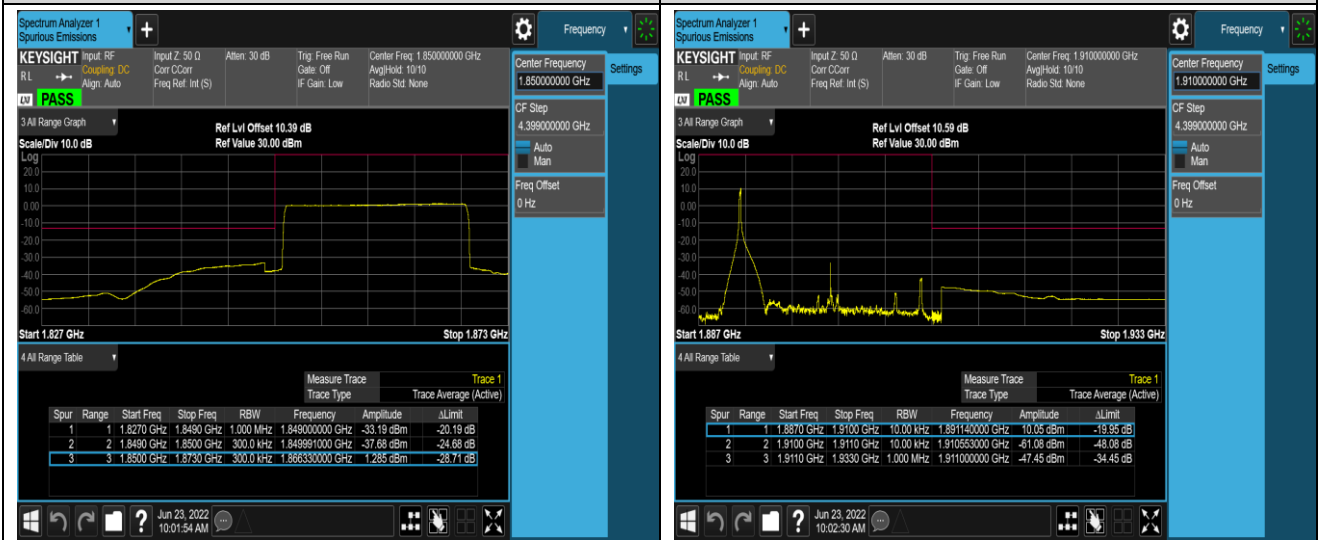 Spectrum Analyzer 1
Spurious Emissions
+
Frequency
KEYSIGHT Input: RF Input Z: 50 Ω Atten: 30 dB Trig: Free Run Center Freq: 1.850000000 GHz
RL Coupling: DC Corr CCorr Gate: Off Avg|Hold: 10/10
Align: Auto Freq Ref: Int (S) IF Gain: Low Radio Std: None
LXI PASS
Center Frequency
1.850000000 GHz
Settings
CF Step
4.399000000 GHz
Auto
Man
Freq Offset
0 Hz
3 All Range Graph
Ref Lvl Offset 10.39 dB
Scale/Div 10.0 dB Ref Value 30.00 dBm
Log
20.0
10.0
0.00
-10.0
-20.0
-30.0
-40.0
-50.0
-60.0
Start 1.827 GHz Stop 1.873 GHz
4 All Range Table
Measure Trace Trace 1
Trace Type Trace Average (Active)
Spur Range Start Freq Stop Freq RBW Frequency Amplitude ΔLimit
1 1 1.8270 GHz 1.8490 GHz 1.000 MHz 1.849000000 GHz -33.19 dBm -20.19 dB
2 2 1.8490 GHz 1.8500 GHz 300.0 kHz 1.849991000 GHz -37.68 dBm -24.68 dB
3 3 1.8500 GHz 1.8730 GHz 300.0 kHz 1.866330000 GHz 1.285 dBm -28.71 dB
?
Jun 23, 2022
10:01:54 AM
Spectrum Analyzer 1
Spurious Emissions
+
Frequency
KEYSIGHT Input: RF Input Z: 50 Ω Atten: 30 dB Trig: Free Run Center Freq: 1.910000000 GHz
RL Coupling: DC Corr CCorr Gate: Off Avg|Hold: 10/10
Align: Auto Freq Ref: Int (S) IF Gain: Low Radio Std: None
LXI PASS
Center Frequency
1.910000000 GHz
Settings
CF Step
4.399000000 GHz
Auto
Man
Freq Offset
0 Hz
3 All Range Graph
Ref Lvl Offset 10.59 dB
Scale/Div 10.0 dB Ref Value 30.00 dBm
Log
20.0
10.0
0.00
-10.0
-20.0
-30.0
-40.0
-50.0
-60.0
Start 1.887 GHz Stop 1.933 GHz
4 All Range Table
Measure Trace Trace 1
Trace Type Trace Average (Active)
Spur Range Start Freq Stop Freq RBW Frequency Amplitude ΔLimit
1 1 1.8870 GHz 1.9100 GHz 10.00 kHz 1.891140000 GHz 10.05 dBm -19.95 dB
2 2 1.9100 GHz 1.9110 GHz 10.00 kHz 1.910553000 GHz -61.08 dBm -48.08 dB
3 3 1.9110 GHz 1.9330 GHz 1.000 MHz 1.911000000 GHz -47.45 dBm -34.45 dB
?
Jun 23, 2022
10:02:30 AM